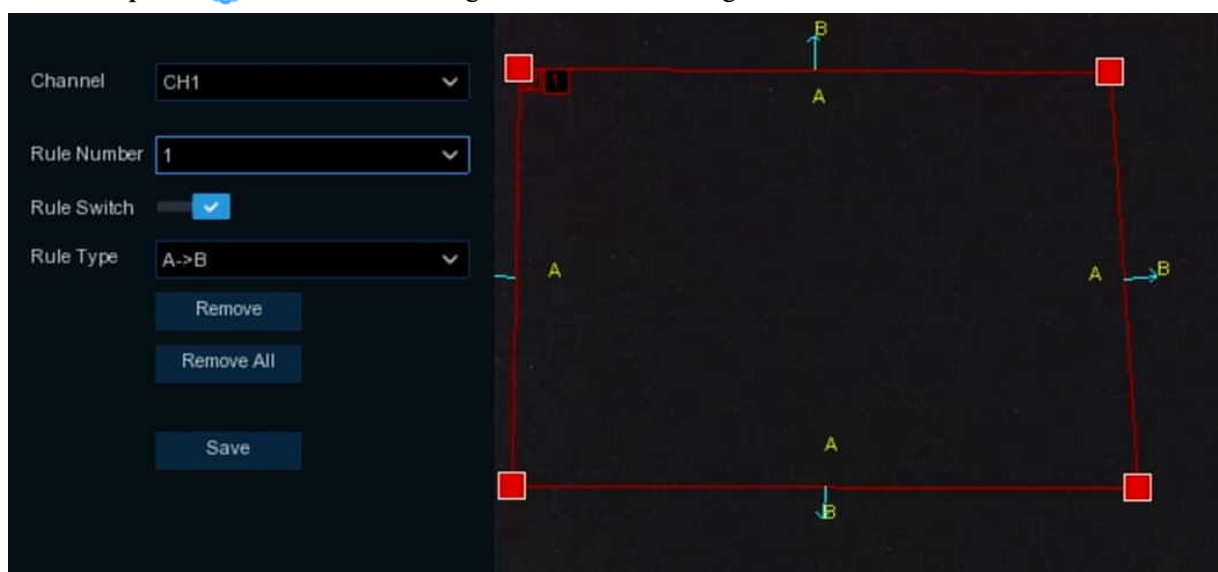 Channel
CH1
Rule Number
1
Rule Switch
Rule Type
A->B
Remove
Remove All
Save
B
1
A
A
A
B
A
B